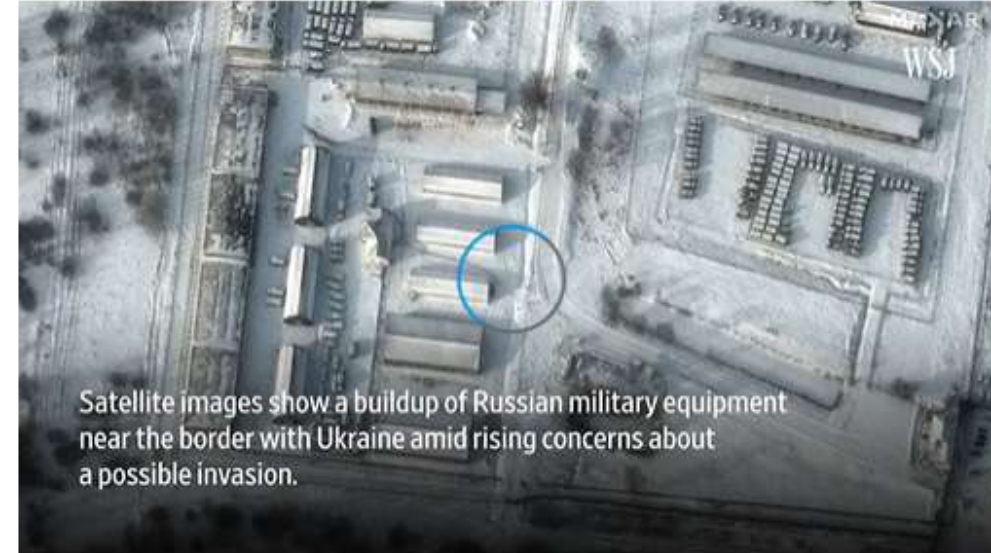 MAXAR
WSJ
Satellite images show a buildup of Russian military equipment
near the border with Ukraine amid rising concerns about
a possible invasion.